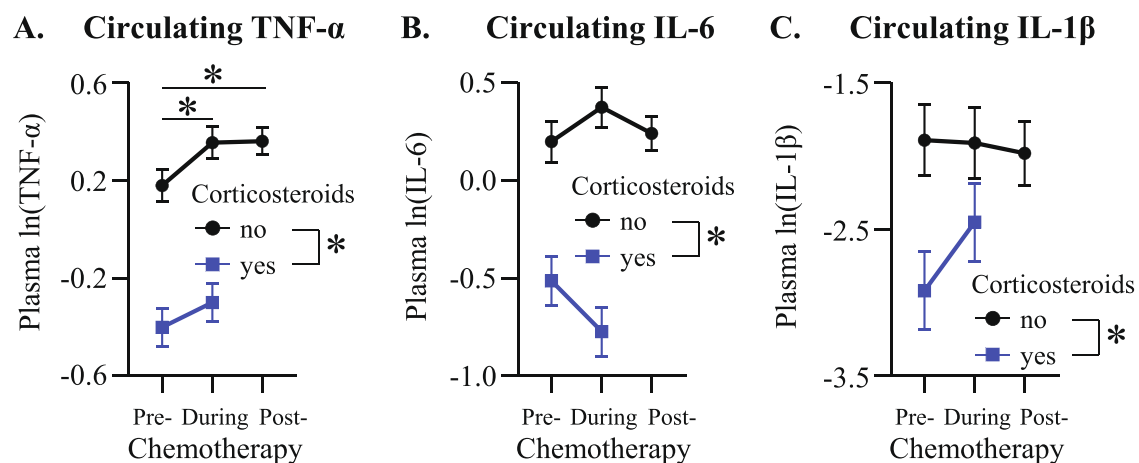 A. Circulating TNF-α
Plasma ln(TNF-α)
0.6
0.2
-0.2
-0.6
*
*
Corticosteroids
no
yes
*
Pre- During Post-
Chemotherapy
B. Circulating IL-6
Plasma ln(IL-6)
0.5
0.0
-0.5
-1.0
Corticosteroids
no
yes
*
Pre- During Post-
Chemotherapy
C. Circulating IL-1β
Plasma ln(IL-1β)
-1.5
-2.5
-3.5
Corticosteroids
no
yes
*
Pre- During Post-
Chemotherapy